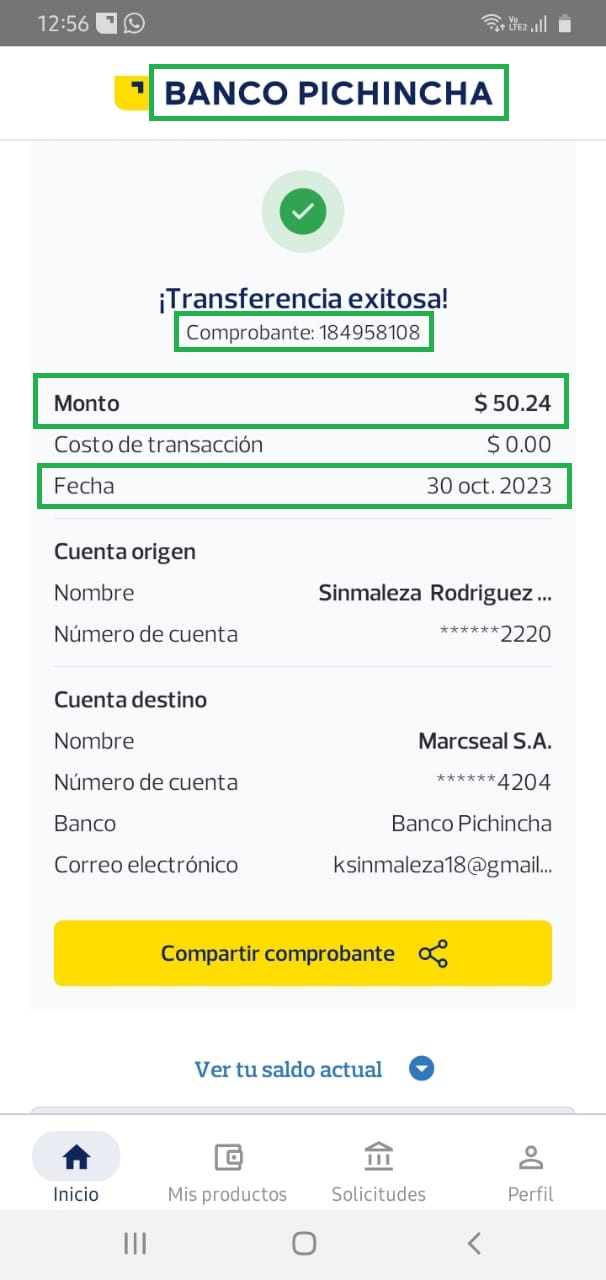 12:56
Vo
LTE2
BANCO PICHINCHA
¡Transferencia exitosa!
Comprobante: 184958108
Monto $ 50.24
Costo de transacción $ 0.00
Fecha 30 oct. 2023
Cuenta origen
Nombre Sinmaleza Rodriguez ...
Número de cuenta ******2220
Cuenta destino
Nombre Marcseal S.A.
Número de cuenta ******4204
Banco Banco Pichincha
Correo electrónico ksinmaleza18@gmail...
Compartir comprobante
Ver tu saldo actual
Inicio Mis productos Solicitudes Perfil